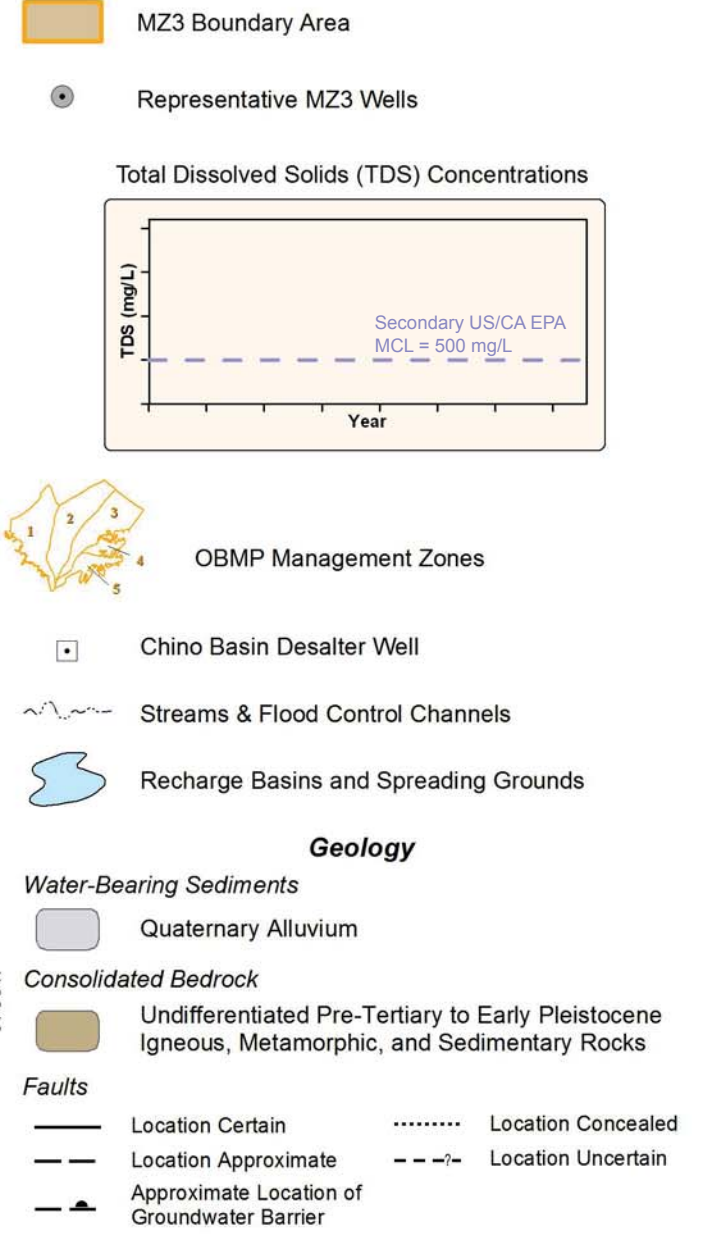 MZ3 Boundary Area
Representative MZ3 Wells
Total Dissolved Solids (TDS) Concentrations
TDS (mg/L)
Secondary US/CA EPA
MCL = 500 mg/L
Year
1
2
3
4
5
OBMP Management Zones
Chino Basin Desalter Well
Streams & Flood Control Channels
Recharge Basins and Spreading Grounds
Geology
Water-Bearing Sediments
Quaternary Alluvium
Consolidated Bedrock
Undifferentiated Pre-Tertiary to Early Pleistocene
Igneous, Metamorphic, and Sedimentary Rocks
Faults
Location Certain
Location Concealed
Location Approximate
?
Location Uncertain
Approximate Location of
Groundwater Barrier